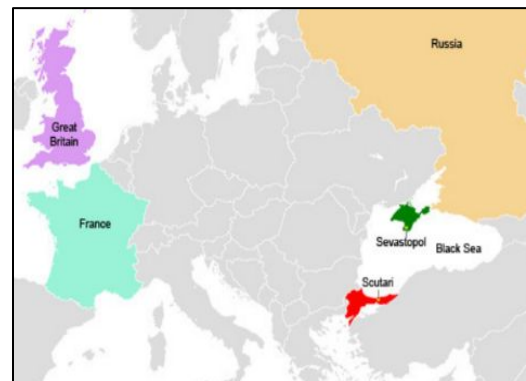 Russia
Great
Britain
France
Sevastopol
Black Sea
Scutari